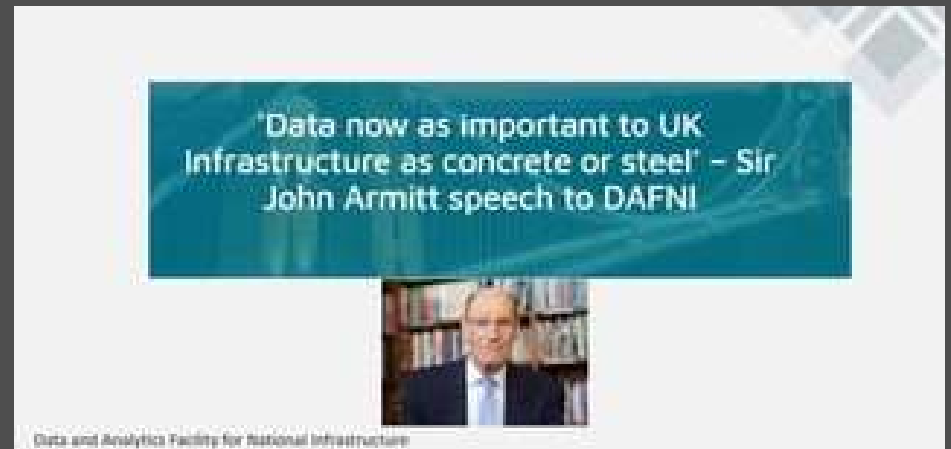 'Data now as important to UK
Infrastructure as concrete or steel' – Sir
John Armitt speech to DAFNI
Data and Analytics Facility for National Infrastructure